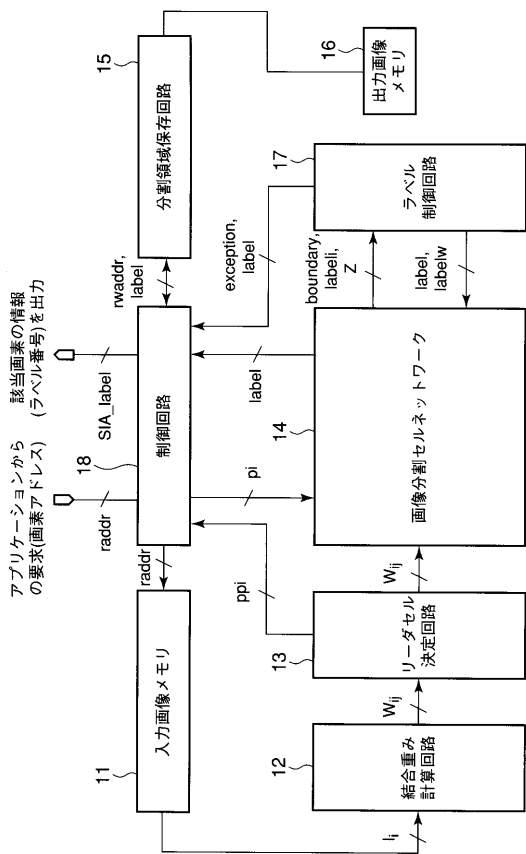 アプリケーションから
の要求(画素アドレス)
該当画素の情報
(ラベル番号)を出力
raddr
SIA_label
11
入力画像メモリ
raddr
18
制御回路
rwaddr,
label
15
分割領域保存回路
16
出力画像
メモリ
ppi
pi
label
exception,
label
Ii
12
結合重み
計算回路
Wij
13
リーダセル
決定回路
Wij
14
画像分割セルネットワーク
boundary,
labeli,
Z
label,
labelw
17
ラベル
制御回路